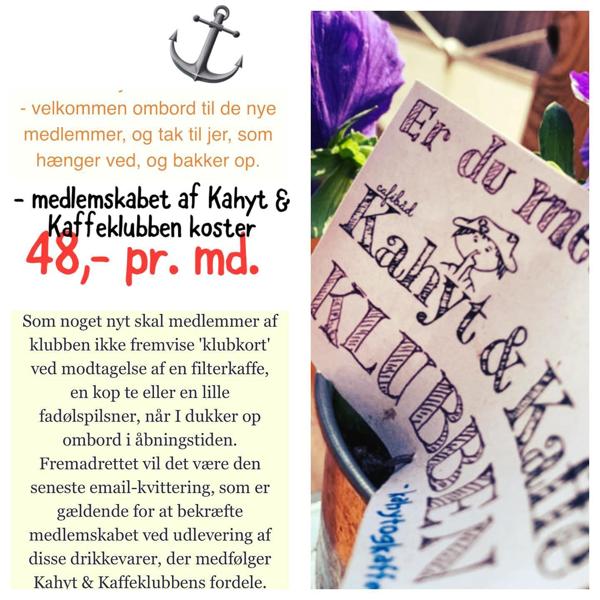 - velkommen ombord til de nye
medlemmer, og tak til jer, som
hænger ved, og bakker op.
- medlemskabet af Kahyt &
Kaffeklubben koster
48,- pr. md.
Som noget nyt skal medlemmer af
klubben ikke fremvise 'klubkort'
ved modtagelse af en filterkaffe,
en kop te eller en lille
fadølspilsner, når I dukker op
ombord i åbningstiden.
Fremadrettet vil det være den
seneste email-kvittering, som er
gældende for at bekræfte
medlemskabet ved udlevering af
disse drikkevarer, der medfølger
Kahyt & Kaffeklubbens fordele.
Er du me
cafébåd
Kahyt & Kaffe
KLUBBEN